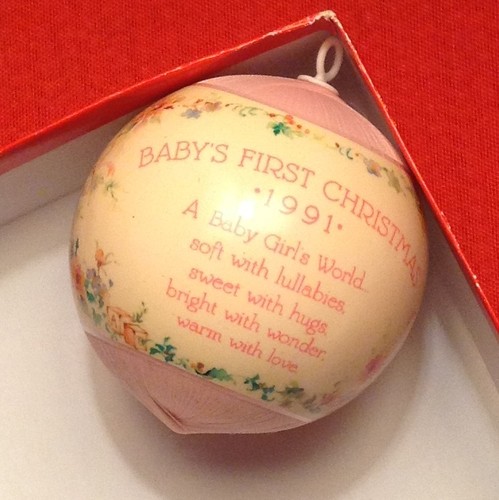 BABY'S FIRST CHRISTMAS
•1991•
A Baby Girl's World...
soft with lullabies,
sweet with hugs,
bright with wonder,
warm with love.